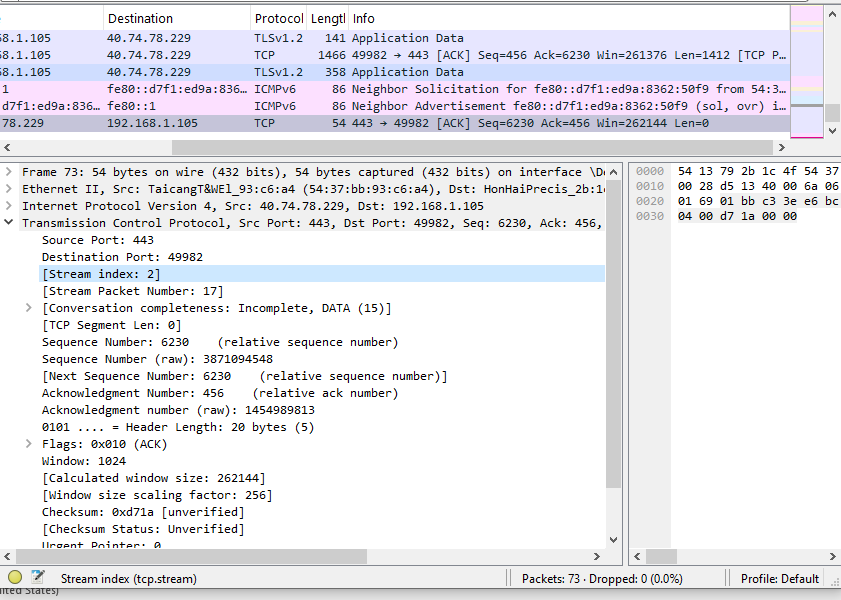 Destination Protocol Lengtl Info
8.1.105 40.74.78.229 TLSv1.2 141 Application Data
8.1.105 40.74.78.229 TCP 1466 49982 → 443 [ACK] Seq=456 Ack=6230 Win=261376 Len=1412 [TCP P…
8.1.105 40.74.78.229 TLSv1.2 358 Application Data
1 fe80::d7f1:ed9a:836… ICMPv6 86 Neighbor Solicitation for fe80::d7f1:ed9a:8362:50f9 from 54:3…
d7f1:ed9a:836… fe80::1 ICMPv6 86 Neighbor Advertisement fe80::d7f1:ed9a:8362:50f9 (sol, ovr) i…
78.229 192.168.1.105 TCP 54 443 → 49982 [ACK] Seq=6230 Ack=456 Win=262144 Len=0
Frame 73: 54 bytes on wire (432 bits), 54 bytes captured (432 bits) on interface \De
Ethernet II, Src: TaicangT&WEl_93:c6:a4 (54:37:bb:93:c6:a4), Dst: HonHaiPrecis_2b:1c
Internet Protocol Version 4, Src: 40.74.78.229, Dst: 192.168.1.105
Transmission Control Protocol, Src Port: 443, Dst Port: 49982, Seq: 6230, Ack: 456,
Source Port: 443
Destination Port: 49982
[Stream index: 2]
[Stream Packet Number: 17]
[Conversation completeness: Incomplete, DATA (15)]
[TCP Segment Len: 0]
Sequence Number: 6230 (relative sequence number)
Sequence Number (raw): 3871094548
[Next Sequence Number: 6230 (relative sequence number)]
Acknowledgment Number: 456 (relative ack number)
Acknowledgment number (raw): 1454989813
0101 .... = Header Length: 20 bytes (5)
Flags: 0x010 (ACK)
Window: 1024
[Calculated window size: 262144]
[Window size scaling factor: 256]
Checksum: 0xd71a [unverified]
[Checksum Status: Unverified]
Urgent Pointer: 0
0000 54 13 79 2b 1c 4f 54 37
0010 00 28 d5 13 40 00 6a 06
0020 01 69 01 bb c3 3e e6 bc
0030 04 00 d7 1a 00 00
Stream index (tcp.stream) Packets: 73 · Dropped: 0 (0.0%) Profile: Default
ited States)